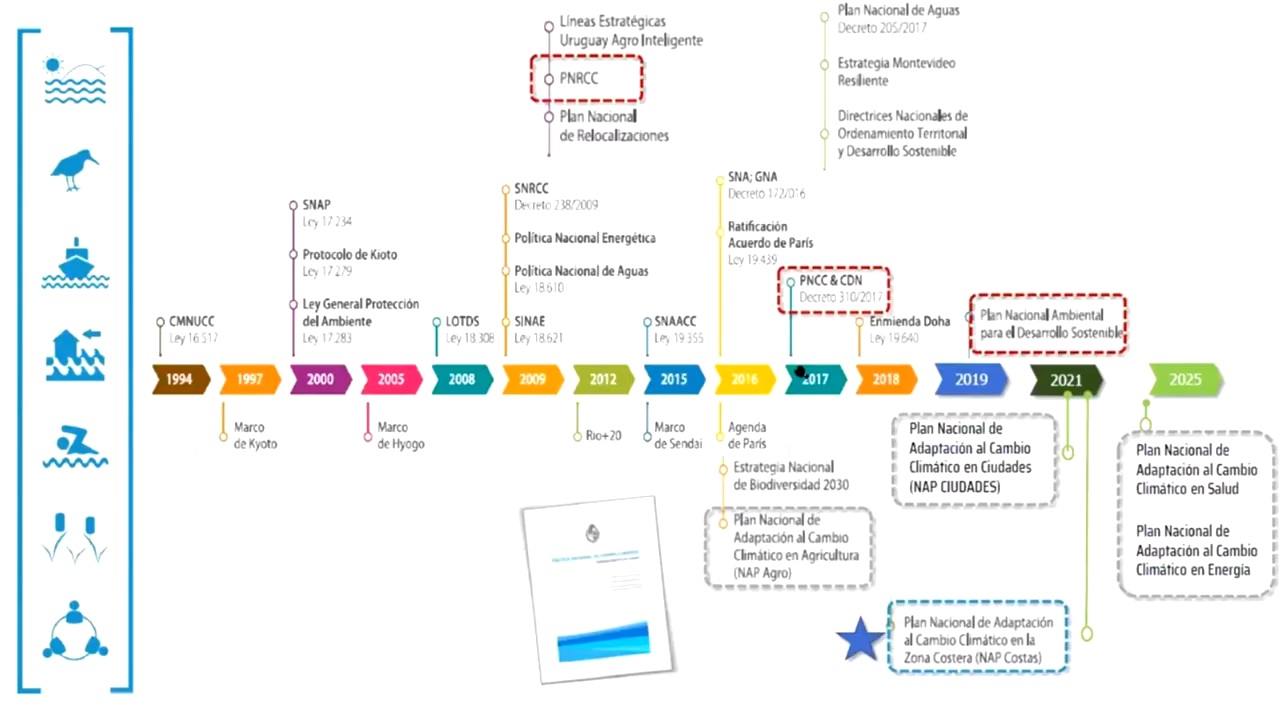 Líneas Estratégicas
Uruguay Agro Inteligente
PNRCC
Plan Nacional
de Relocalizaciones
Plan Nacional de Aguas
Decreto 205/2017
Estrategia Montevideo
Resiliente
Directrices Nacionales de
Ordenamiento Territorial
y Desarrollo Sostenible
SNAP
Ley 17.234
Protocolo de Kioto
Ley 17.279
Ley General Protección
del Ambiente
Ley 17.283
SNRCC
Decreto 238/2009
Política Nacional Energética
Política Nacional de Aguas
Ley 18.610
SINAE
Ley 18.621
SNA; GNA
Decreto 172/016
Ratificación
Acuerdo de París
Ley 19.439
PNCC & CDN
Decreto 310/2017
CMNUCC
Ley 16.517
LOTDS
Ley 18.308
SNAACC
Ley 19.355
Enmienda Doha
Ley 19.640
Plan Nacional Ambiental
para el Desarrollo Sostenible
1994
1997
2000
2005
2008
2009
2012
2015
2016
2017
2018
2019
2021
2025
Marco
de Kyoto
Marco
de Hyogo
Rio+20
Marco
de Sendai
Agenda
de París
Estrategia Nacional
de Biodiversidad 2030
Plan Nacional de
Adaptación al Cambio
Climático en Agricultura
(NAP Agro)
Plan Nacional de
Adaptación al Cambio
Climático en Ciudades
(NAP CIUDADES)
Plan Nacional de Adaptación
al Cambio Climático en la
Zona Costera (NAP Costas)
Plan Nacional de
Adaptación al Cambio
Climático en Salud
Plan Nacional de
Adaptación al Cambio
Climático en Energía